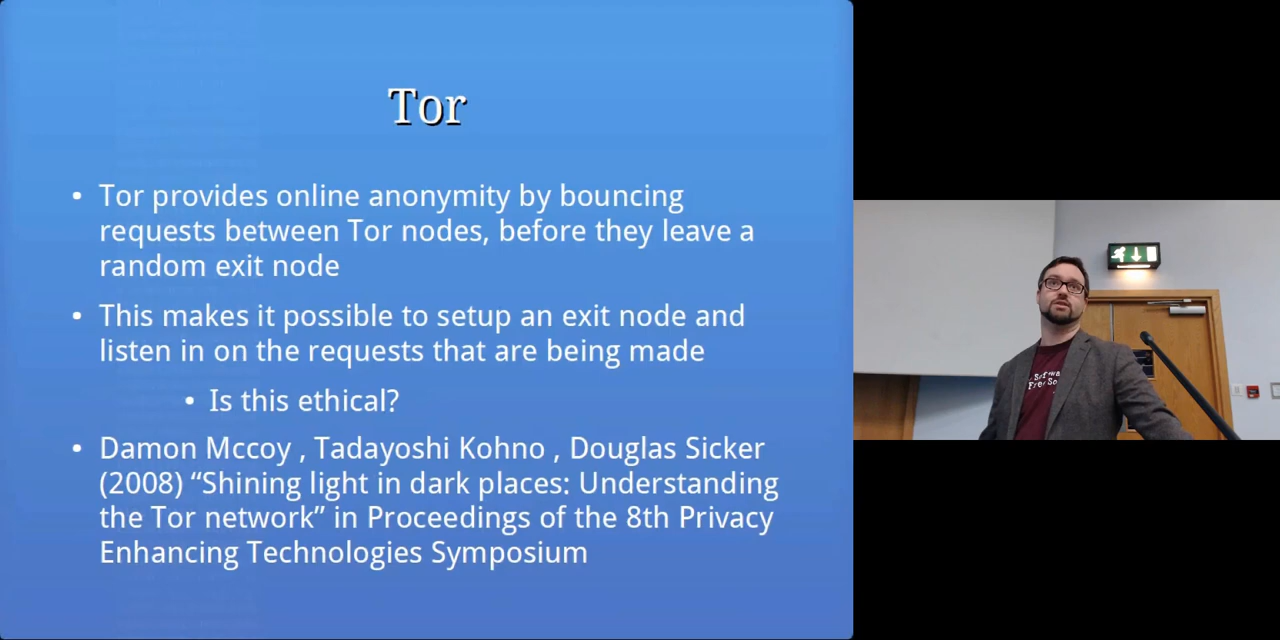 Tor
• Tor provides online anonymity by bouncing
requests between Tor nodes, before they leave a
random exit node
• This makes it possible to setup an exit node and
listen in on the requests that are being made
• Is this ethical?
• Damon Mccoy , Tadayoshi Kohno , Douglas Sicker
(2008) “Shining light in dark places: Understanding
the Tor network” in Proceedings of the 8th Privacy
Enhancing Technologies Symposium